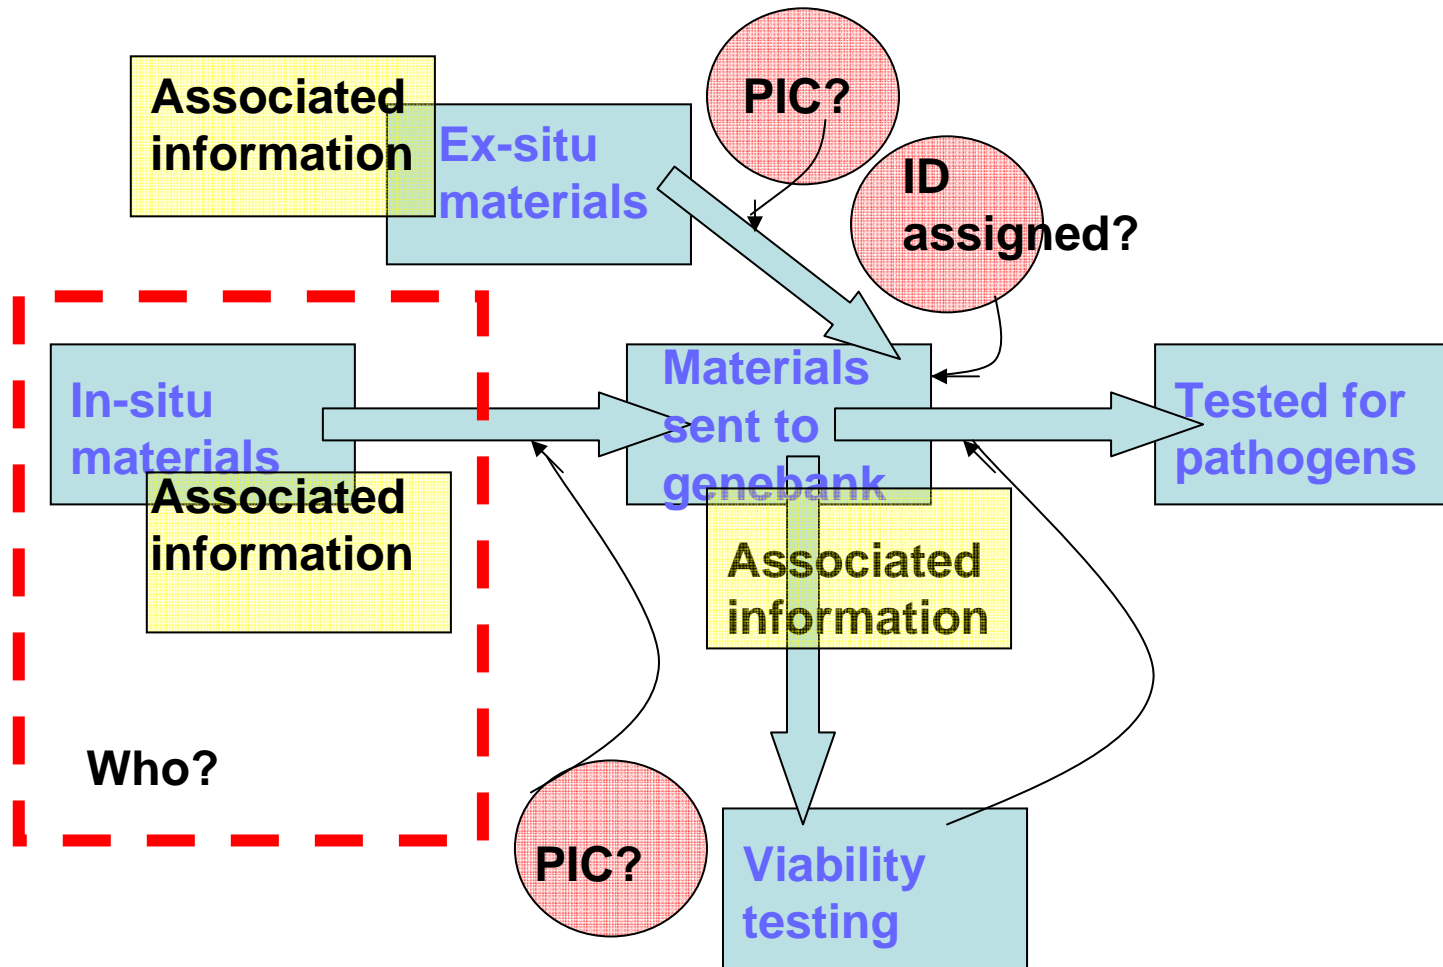 Associated
information
Ex-situ
materials
PIC?
ID
assigned?
In-situ
materials
Associated
information
Who?
Materials
sent to
genebank
Associated
information
Tested for
pathogens
PIC?
Viability
testing